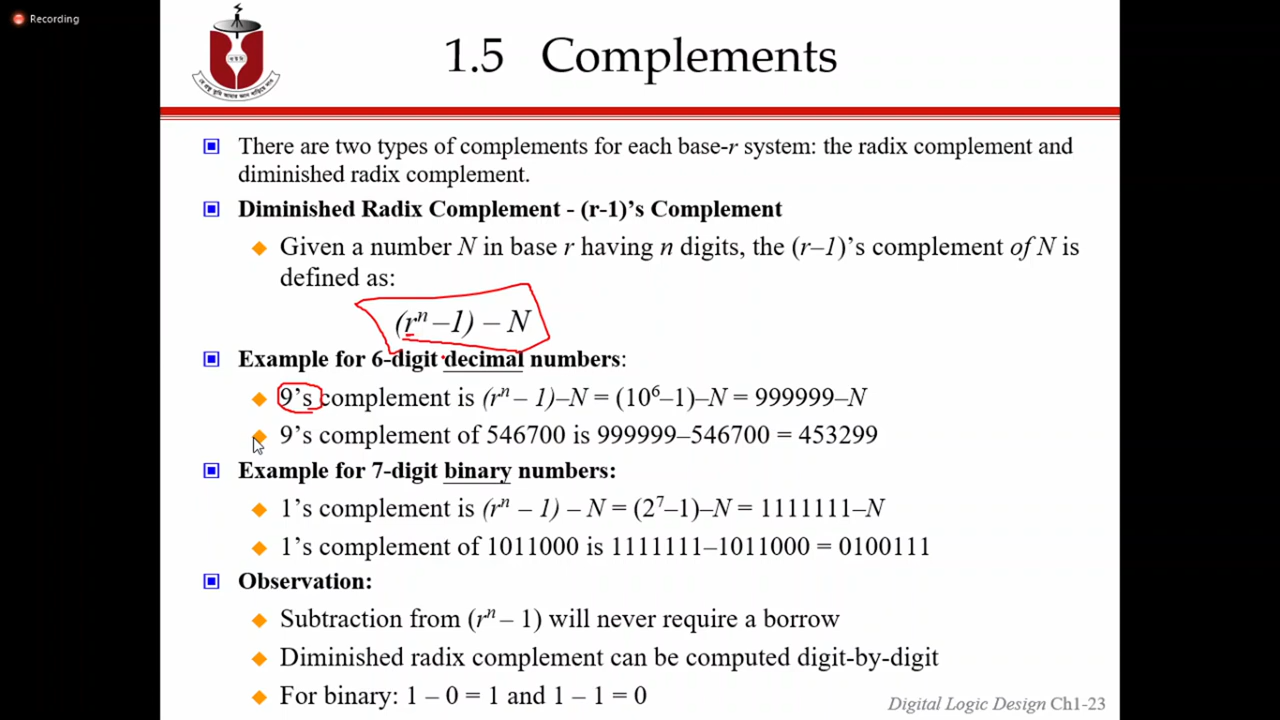 Recording
1.5 Complements
There are two types of complements for each base-r system: the radix complement and
diminished radix complement.
Diminished Radix Complement - (r-1)’s Complement
Given a number N in base r having n digits, the (r–1)’s complement of N is
defined as:
(rⁿ –1) – N
Example for 6-digit decimal numbers:
9’s complement is (rⁿ – 1)–N = (10⁶–1)–N = 999999–N
9’s complement of 546700 is 999999–546700 = 453299
Example for 7-digit binary numbers:
1’s complement is (rⁿ – 1) – N = (2⁷–1)–N = 1111111–N
1’s complement of 1011000 is 1111111–1011000 = 0100111
Observation:
Subtraction from (rⁿ – 1) will never require a borrow
Diminished radix complement can be computed digit-by-digit
For binary: 1 – 0 = 1 and 1 – 1 = 0
Digital Logic Design Ch1-23